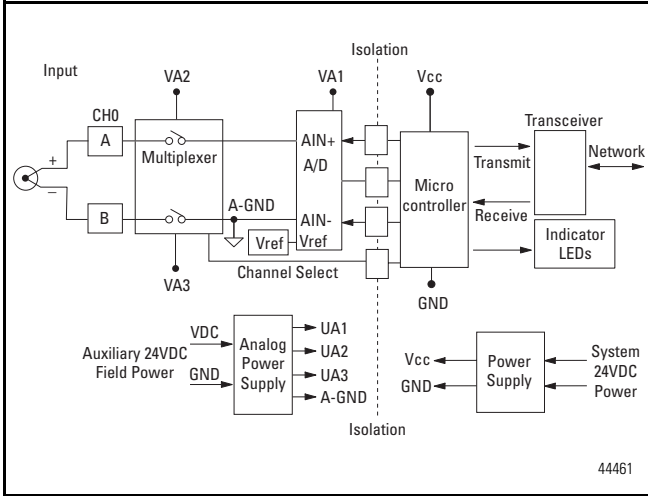 Isolation
Input
VA2
VA1
Vcc
CH0
Transceiver
A
+
Multiplexer
AIN+
A/D
Transmit
Network
Micro
controller
−
A-GND
B
AIN-
Receive
Vref
Vref
Indicator
LEDs
Channel Select
VA3
GND
VDC
Auxiliary 24VDC
Field Power
GND
Analog
Power
Supply
UA1
UA2
UA3
A-GND
Vcc
GND
Power
Supply
System
24VDC
Power
Isolation
44461